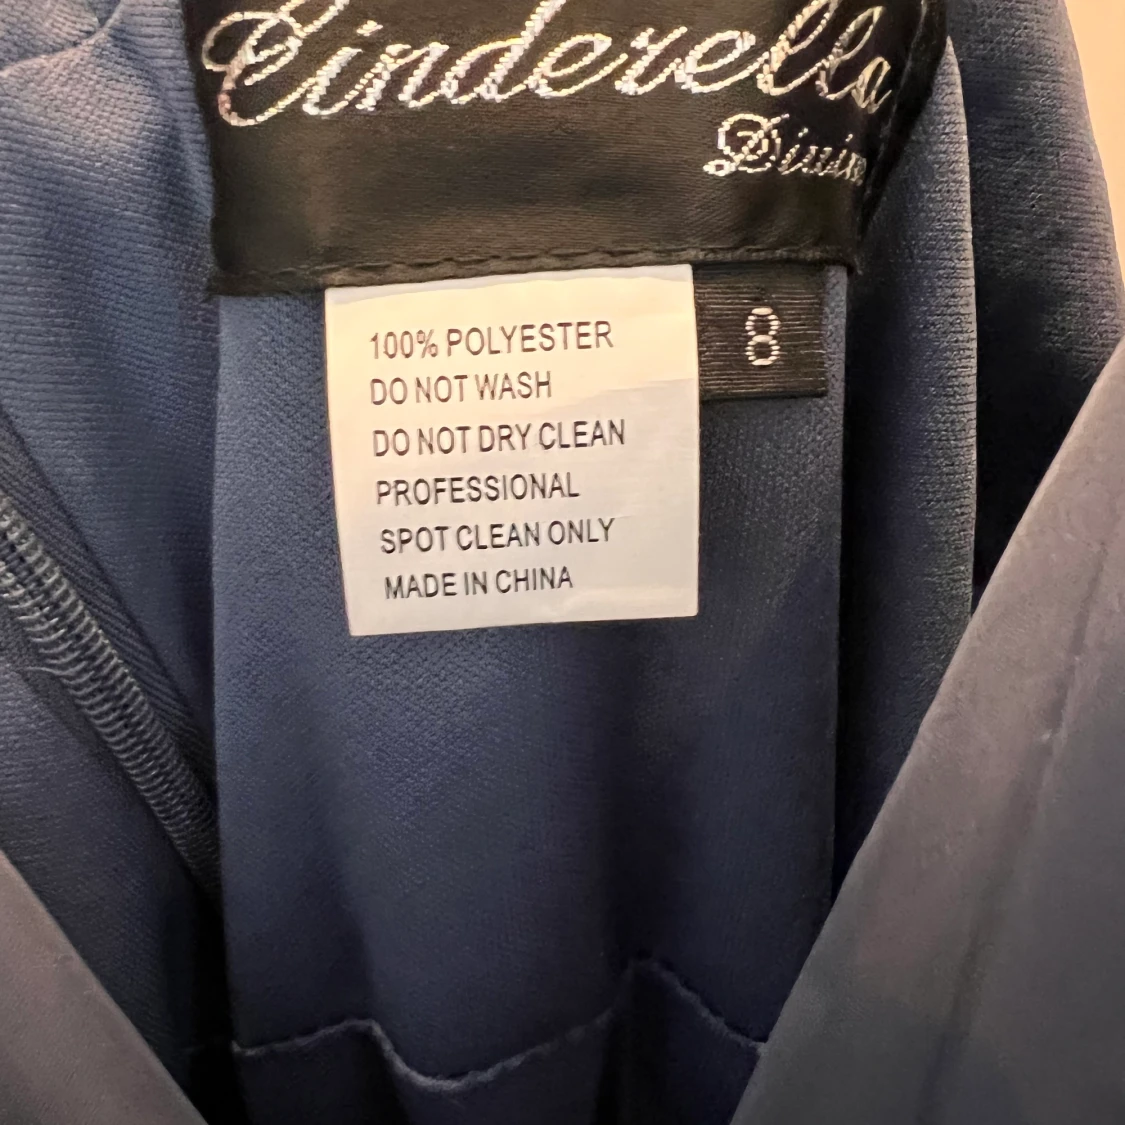 Cinderella
Divine
8
100% POLYESTER
DO NOT WASH
DO NOT DRY CLEAN
PROFESSIONAL
SPOT CLEAN ONLY
MADE IN CHINA